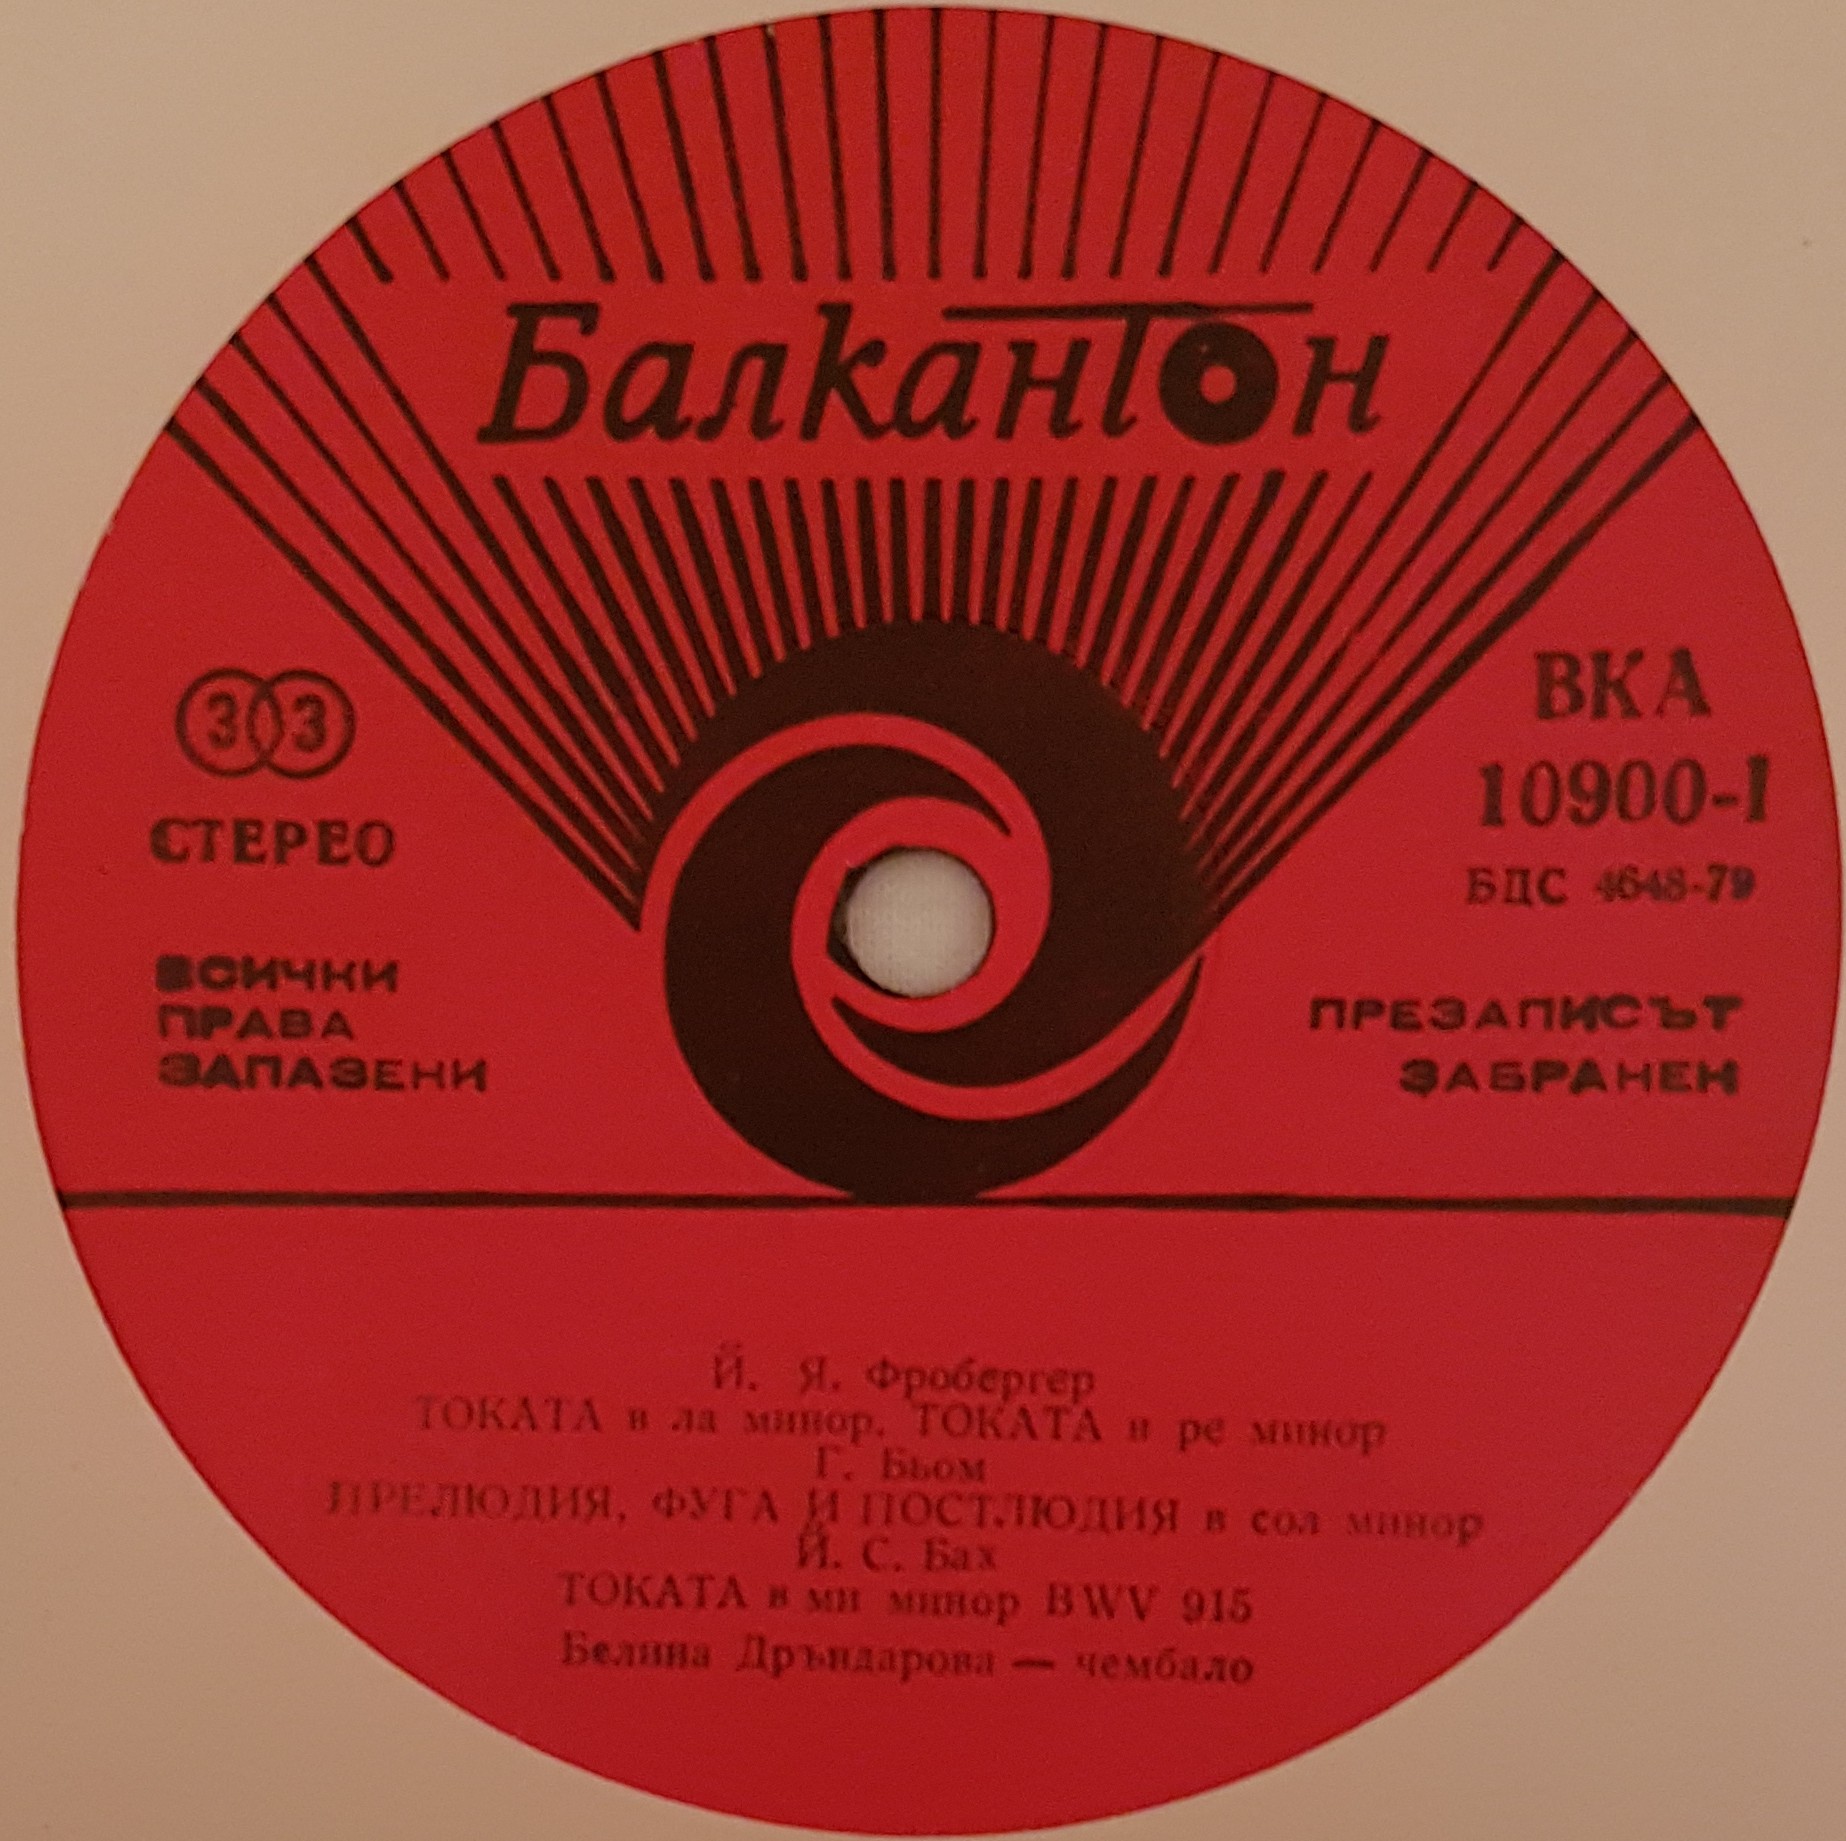 Балкантон
33
СТЕРЕО
ВКА
10900-I
БДС 4648-79
ВСИЧКИ
ПРАВА
ЗАПАЗЕНИ
ПРЕЗАПИСЪТ
ЗАБРАНЕН
Й. Я. Фробергер
ТОКАТА в ла минор. ТОКАТА в ре минор
Г. Бьом
ПРЕЛЮДИЯ, ФУГА И ПОСТЛЮДИЯ в сол минор
Й. С. Бах
ТОКАТА в ми минор BWV 915
Белина Дръндарова — чембало